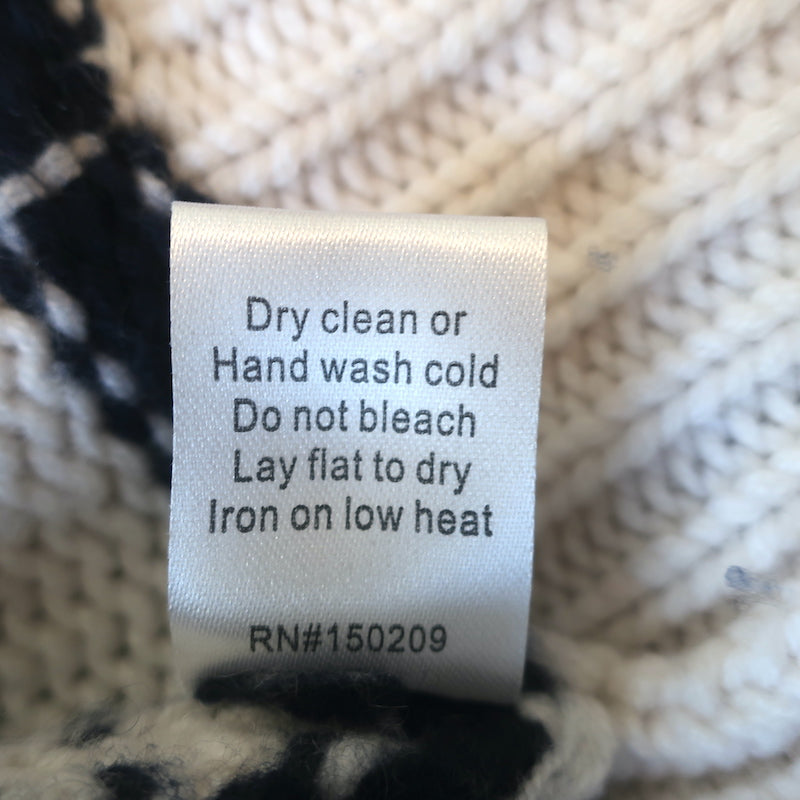 Dry clean or
Hand wash cold
Do not bleach
Lay flat to dry
Iron on low heat
RN#150209